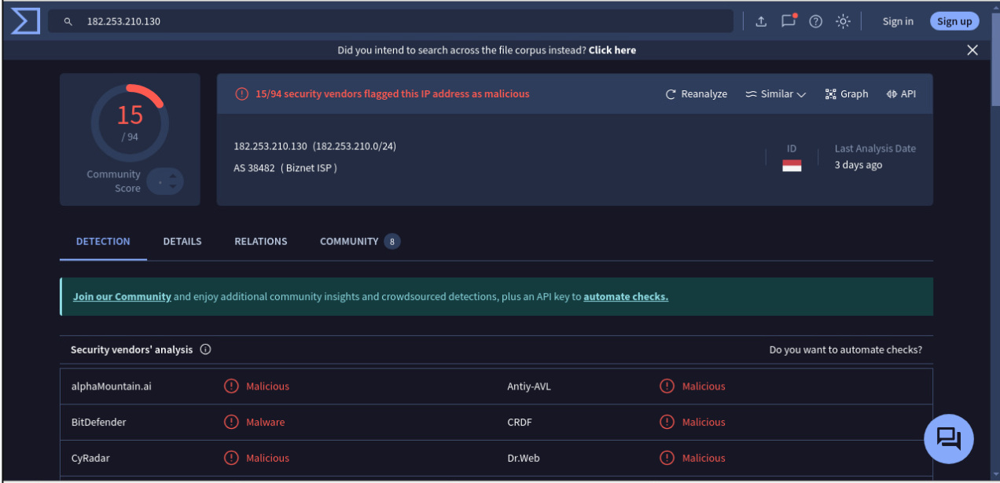 182.253.210.130
Sign in
Sign up
Did you intend to search across the file corpus instead? Click here
15
/ 94
Community
Score
15/94 security vendors flagged this IP address as malicious
Reanalyze
Similar
Graph
API
182.253.210.130 (182.253.210.0/24)
AS 38482 ( Biznet ISP )
ID
Last Analysis Date
3 days ago
DETECTION
DETAILS
RELATIONS
COMMUNITY 8
Join our Community and enjoy additional community insights and crowdsourced detections, plus an API key to automate checks.
Security vendors' analysis
Do you want to automate checks?
alphaMountain.ai Malicious Antiy-AVL Malicious
BitDefender Malware CRDF Malicious
CyRadar Malicious Dr.Web Malicious